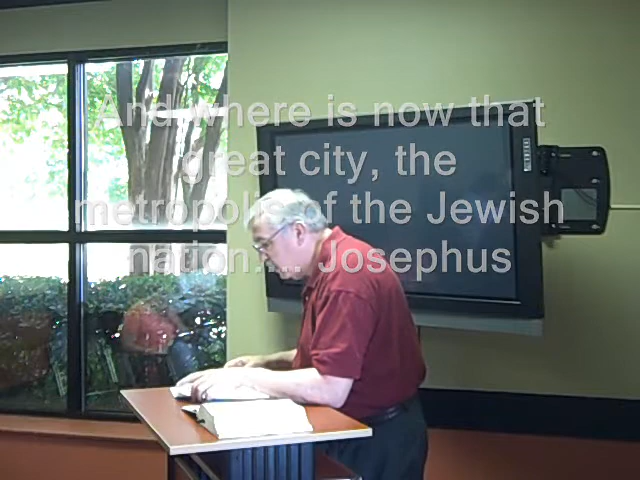 And where is now that
great city, the
metropolis of the Jewish
nation.... Josephus